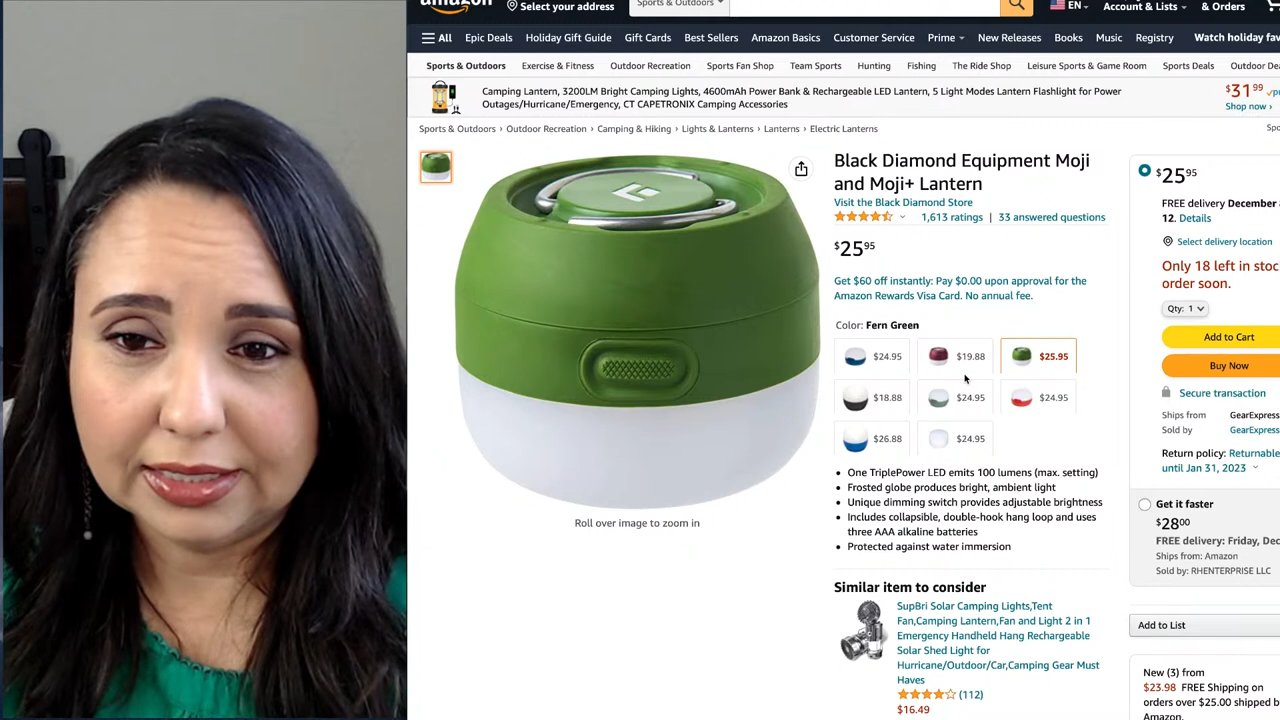 amazon
Select your address
Sports & Outdoors
EN
Account & Lists
& Orders
All
Epic Deals
Holiday Gift Guide
Gift Cards
Best Sellers
Amazon Basics
Customer Service
Prime
New Releases
Books
Music
Registry
Watch holiday fav
Sports & Outdoors
Exercise & Fitness
Outdoor Recreation
Sports Fan Shop
Team Sports
Hunting
Fishing
The Ride Shop
Leisure Sports & Game Room
Sports Deals
Outdoor De
Camping Lantern, 3200LM Bright Camping Lights, 4600mAh Power Bank & Rechargeable LED Lantern, 5 Light Modes Lantern Flashlight for Power
Outages/Hurricane/Emergency, CT CAPETRONIX Camping Accessories
$31 99
Shop now ›
Sports & Outdoors › Outdoor Recreation › Camping & Hiking › Lights & Lanterns › Lanterns › Electric Lanterns
Black Diamond Equipment Moji
and Moji+ Lantern
Visit the Black Diamond Store
1,613 ratings | 33 answered questions
$25 95
Get $60 off instantly: Pay $0.00 upon approval for the
Amazon Rewards Visa Card. No annual fee.
Color: Fern Green
$24.95
$19.88
$25.95
$18.88
$24.95
$24.95
$26.88
$24.95
• One TriplePower LED emits 100 lumens (max. setting)
• Frosted globe produces bright, ambient light
• Unique dimming switch provides adjustable brightness
• Includes collapsible, double-hook hang loop and uses
three AAA alkaline batteries
• Protected against water immersion
Roll over image to zoom in
Similar item to consider
SupBri Solar Camping Lights,Tent
Fan,Camping Lantern,Fan and Light 2 in 1
Emergency Handheld Hang Rechargeable
Solar Shed Light for
Hurricane/Outdoor/Car,Camping Gear Must
Haves
(112)
$16.49
$25 95
FREE delivery December
12. Details
Select delivery location
Only 18 left in stoc
order soon.
Qty: 1
Add to Cart
Buy Now
Secure transaction
Ships from GearExpress
Sold by GearExpress
Return policy: Returnable
until Jan 31, 2023
Get it faster
$28 00
FREE delivery: Friday, Dec
Ships from: Amazon
Sold by: RHENTERPRISE LLC
Add to List
New (3) from
$23.98 FREE Shipping on
orders over $25.00 shipped b
Amazon.